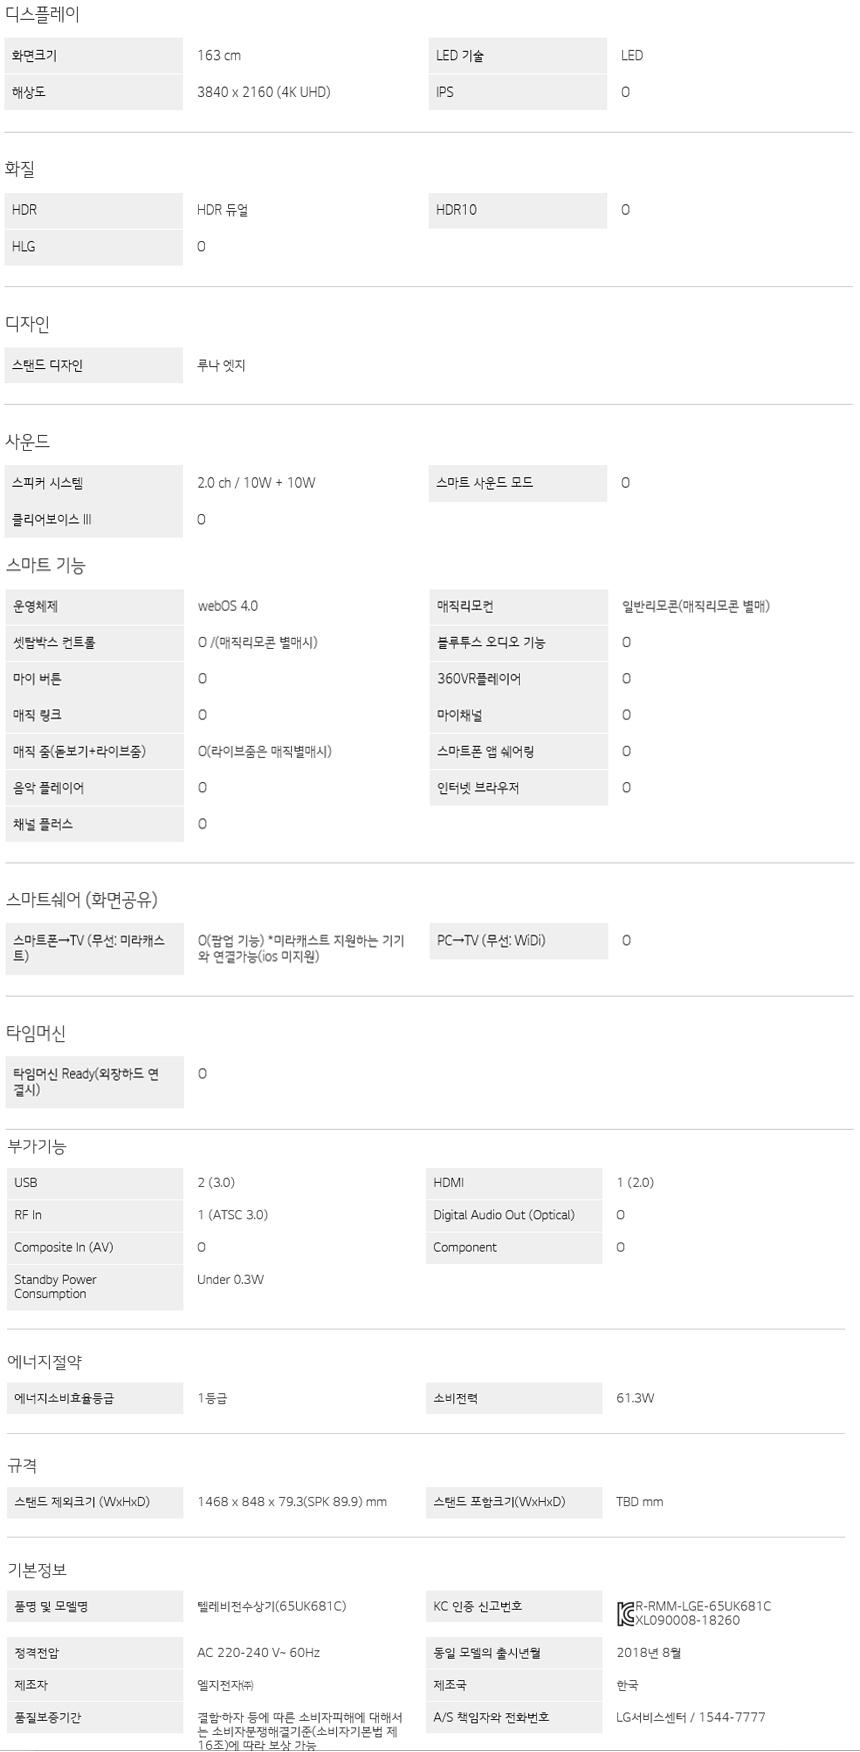 디스플레이
화면크기 163 cm LED 기술 LED
해상도 3840 x 2160 (4K UHD) IPS O
화질
HDR HDR 듀얼 HDR10 O
HLG O
디자인
스탠드 디자인 루나 엣지
사운드
스피커 시스템 2.0 ch / 10W + 10W 스마트 사운드 모드 O
클리어보이스 III O
스마트 기능
운영체제 webOS 4.0 매직리모컨 일반리모콘(매직리모콘 별매)
셋탑박스 컨트롤 O /(매직리모콘 별매시) 블루투스 오디오 기능 O
마이 버튼 O 360VR플레이어 O
매직 링크 O 마이채널 O
매직 줌(돋보기+라이브줌) O(라이브줌은 매직별매시) 스마트폰 앱 쉐어링 O
음악 플레이어 O 인터넷 브라우저 O
채널 플러스 O
스마트쉐어 (화면공유)
스마트폰→TV (무선: 미라캐스 O(팝업 기능) *미라캐스트 지원하는 기기 PC→TV (무선: WiDi) O
트) 와 연결가능(ios 미지원)
타임머신
타임머신 Ready(외장하드 연 O
결시)
부가기능
USB 2 (3.0) HDMI 1 (2.0)
RF In 1 (ATSC 3.0) Digital Audio Out (Optical) O
Composite In (AV) O Component O
Standby Power Under 0.3W
Consumption
에너지절약
에너지소비효율등급 1등급 소비전력 61.3W
규격
스탠드 제외크기 (WxHxD) 1468 x 848 x 79.3(SPK 89.9) mm 스탠드 포함크기(WxHxD) TBD mm
기본정보
품명 및 모델명 텔레비전수상기(65UK681C) KC 인증 신고번호 R-RMM-LGE-65UK681C
XL090008-18260
정격전압 AC 220-240 V~ 60Hz 동일 모델의 출시년월 2018년 8월
제조자 엘지전자㈜ 제조국 한국
품질보증기간 결함·하자 등에 따른 소비자피해에 대해서 A/S 책임자와 전화번호 LG서비스센터 / 1544-7777
는 소비자분쟁해결기준(소비자기본법 제
16조)에 따라 보상 가능